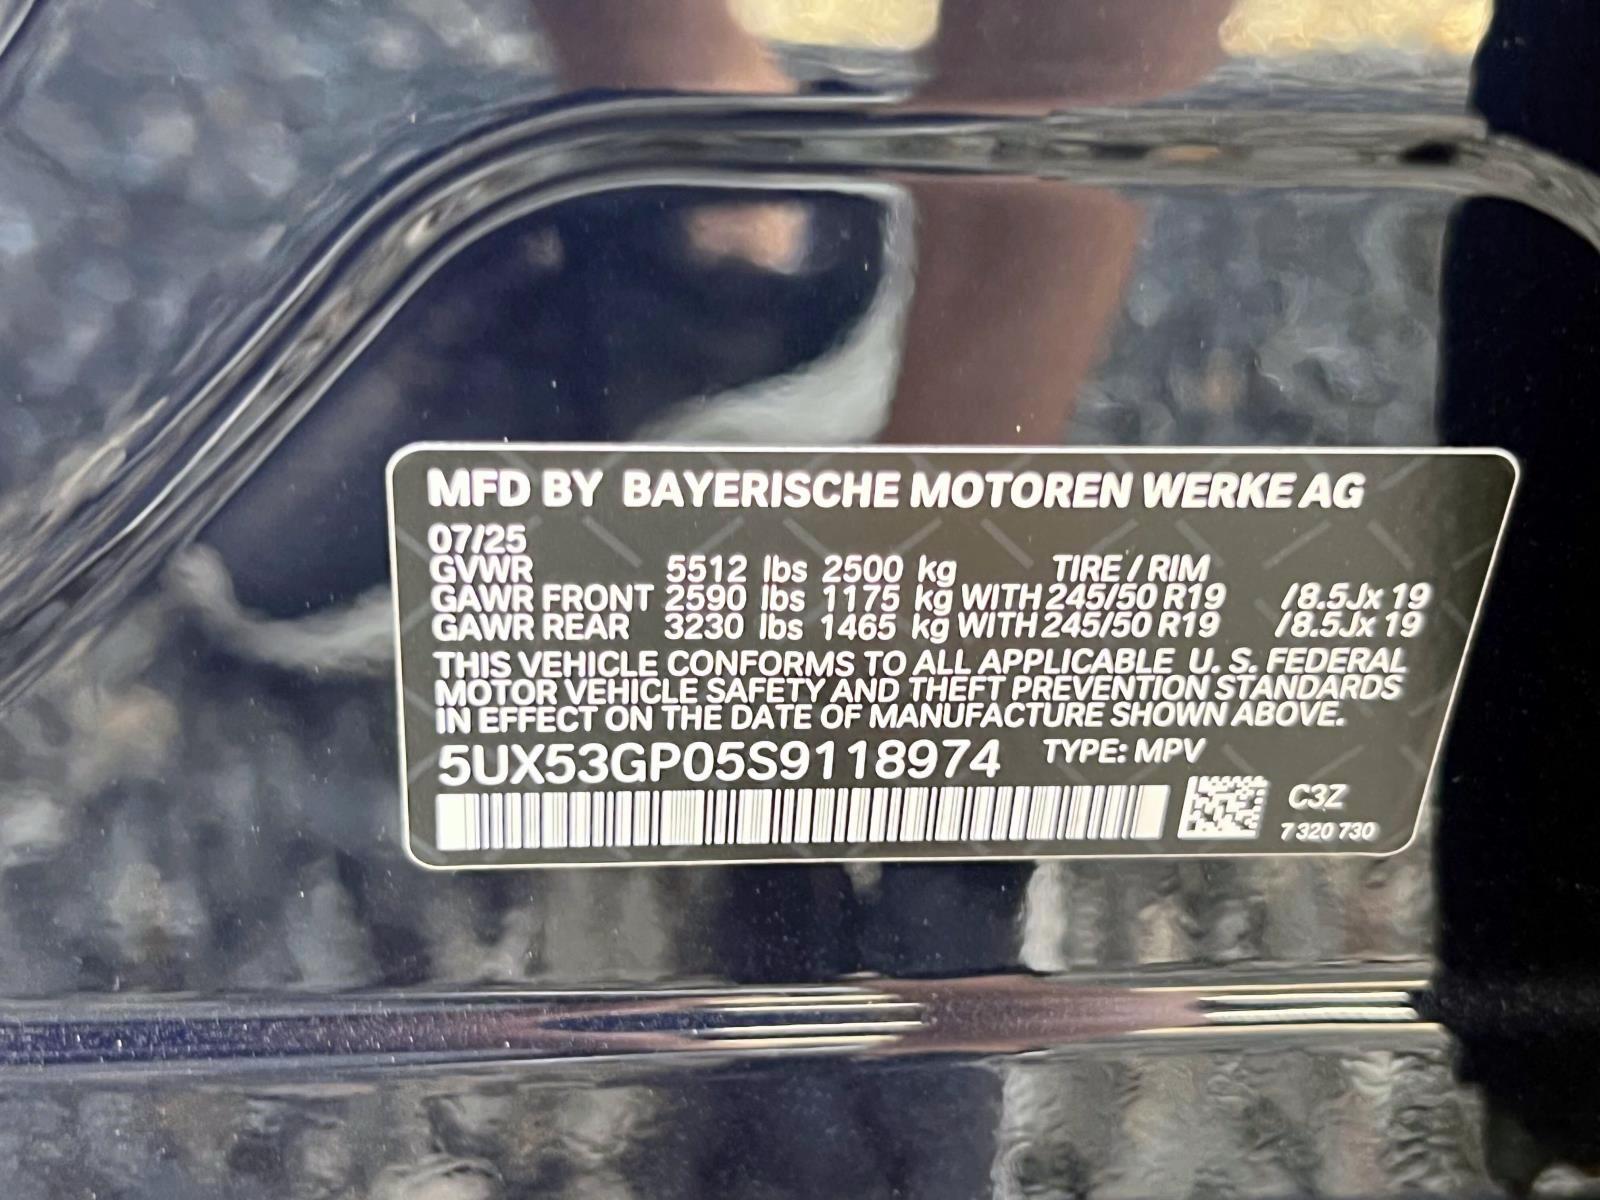 MFD BY BAYERISCHE MOTOREN WERKE AG
07/25
GVWR 5512 lbs 2500 kg TIRE / RIM
GAWR FRONT 2590 lbs 1175 kg WITH 245/50 R19 /8.5Jx 19
GAWR REAR 3230 lbs 1465 kg WITH 245/50 R19 /8.5Jx 19
THIS VEHICLE CONFORMS TO ALL APPLICABLE U. S. FEDERAL
MOTOR VEHICLE SAFETY AND THEFT PREVENTION STANDARDS
IN EFFECT ON THE DATE OF MANUFACTURE SHOWN ABOVE.
5UX53GP05S9118974 TYPE: MPV
C3Z
7 320 730